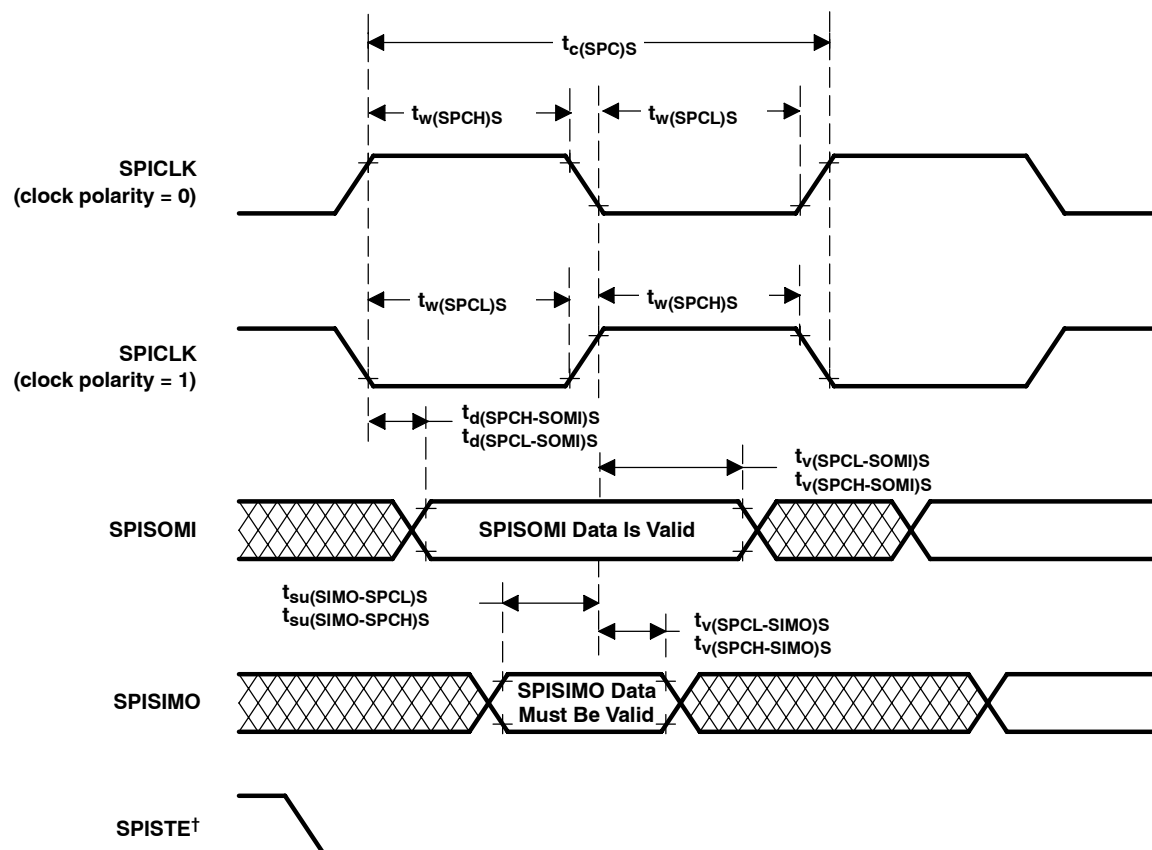 tc(SPC)S
tw(SPCH)S
tw(SPCL)S
SPICLK
(clock polarity = 0)
tw(SPCL)S
tw(SPCH)S
SPICLK
(clock polarity = 1)
td(SPCH-SOMI)S
td(SPCL-SOMI)S
tv(SPCL-SOMI)S
tv(SPCH-SOMI)S
SPISOMI
SPISOMI Data Is Valid
tsu(SIMO-SPCL)S
tsu(SIMO-SPCH)S
tv(SPCL-SIMO)S
tv(SPCH-SIMO)S
SPISIMO
SPISIMO Data
Must Be Valid
SPISTE†